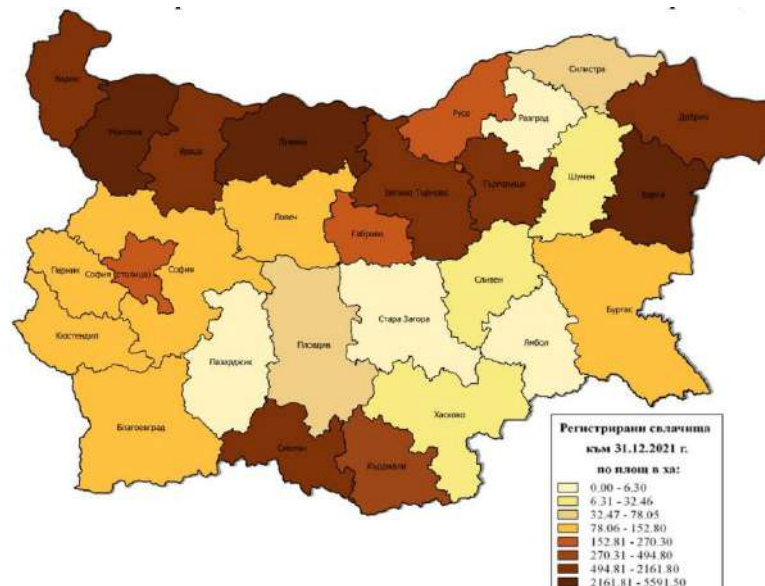 Силистра
Видин
Русе
Разград
Добрич
Монтана
Враца
Плевен
Шумен
Велико Търново
Търговище
Варна
Ловеч
Габрово
Перник
София (столица)
София
Сливен
Бургас
Стара Загора
Кюстендил
Пловдив
Ямбол
Пазарджик
Хасково
Благоевград
Смолян
Кърджали
Регистрирани свлачища
към 31.12.2021 г.
по площ в ха:
0.00 - 6.30
6.31 - 32.46
32.47 - 78.05
78.06 - 152.80
152.81 - 270.30
270.31 - 494.80
494.81 - 2161.80
2161.81 - 5591.50